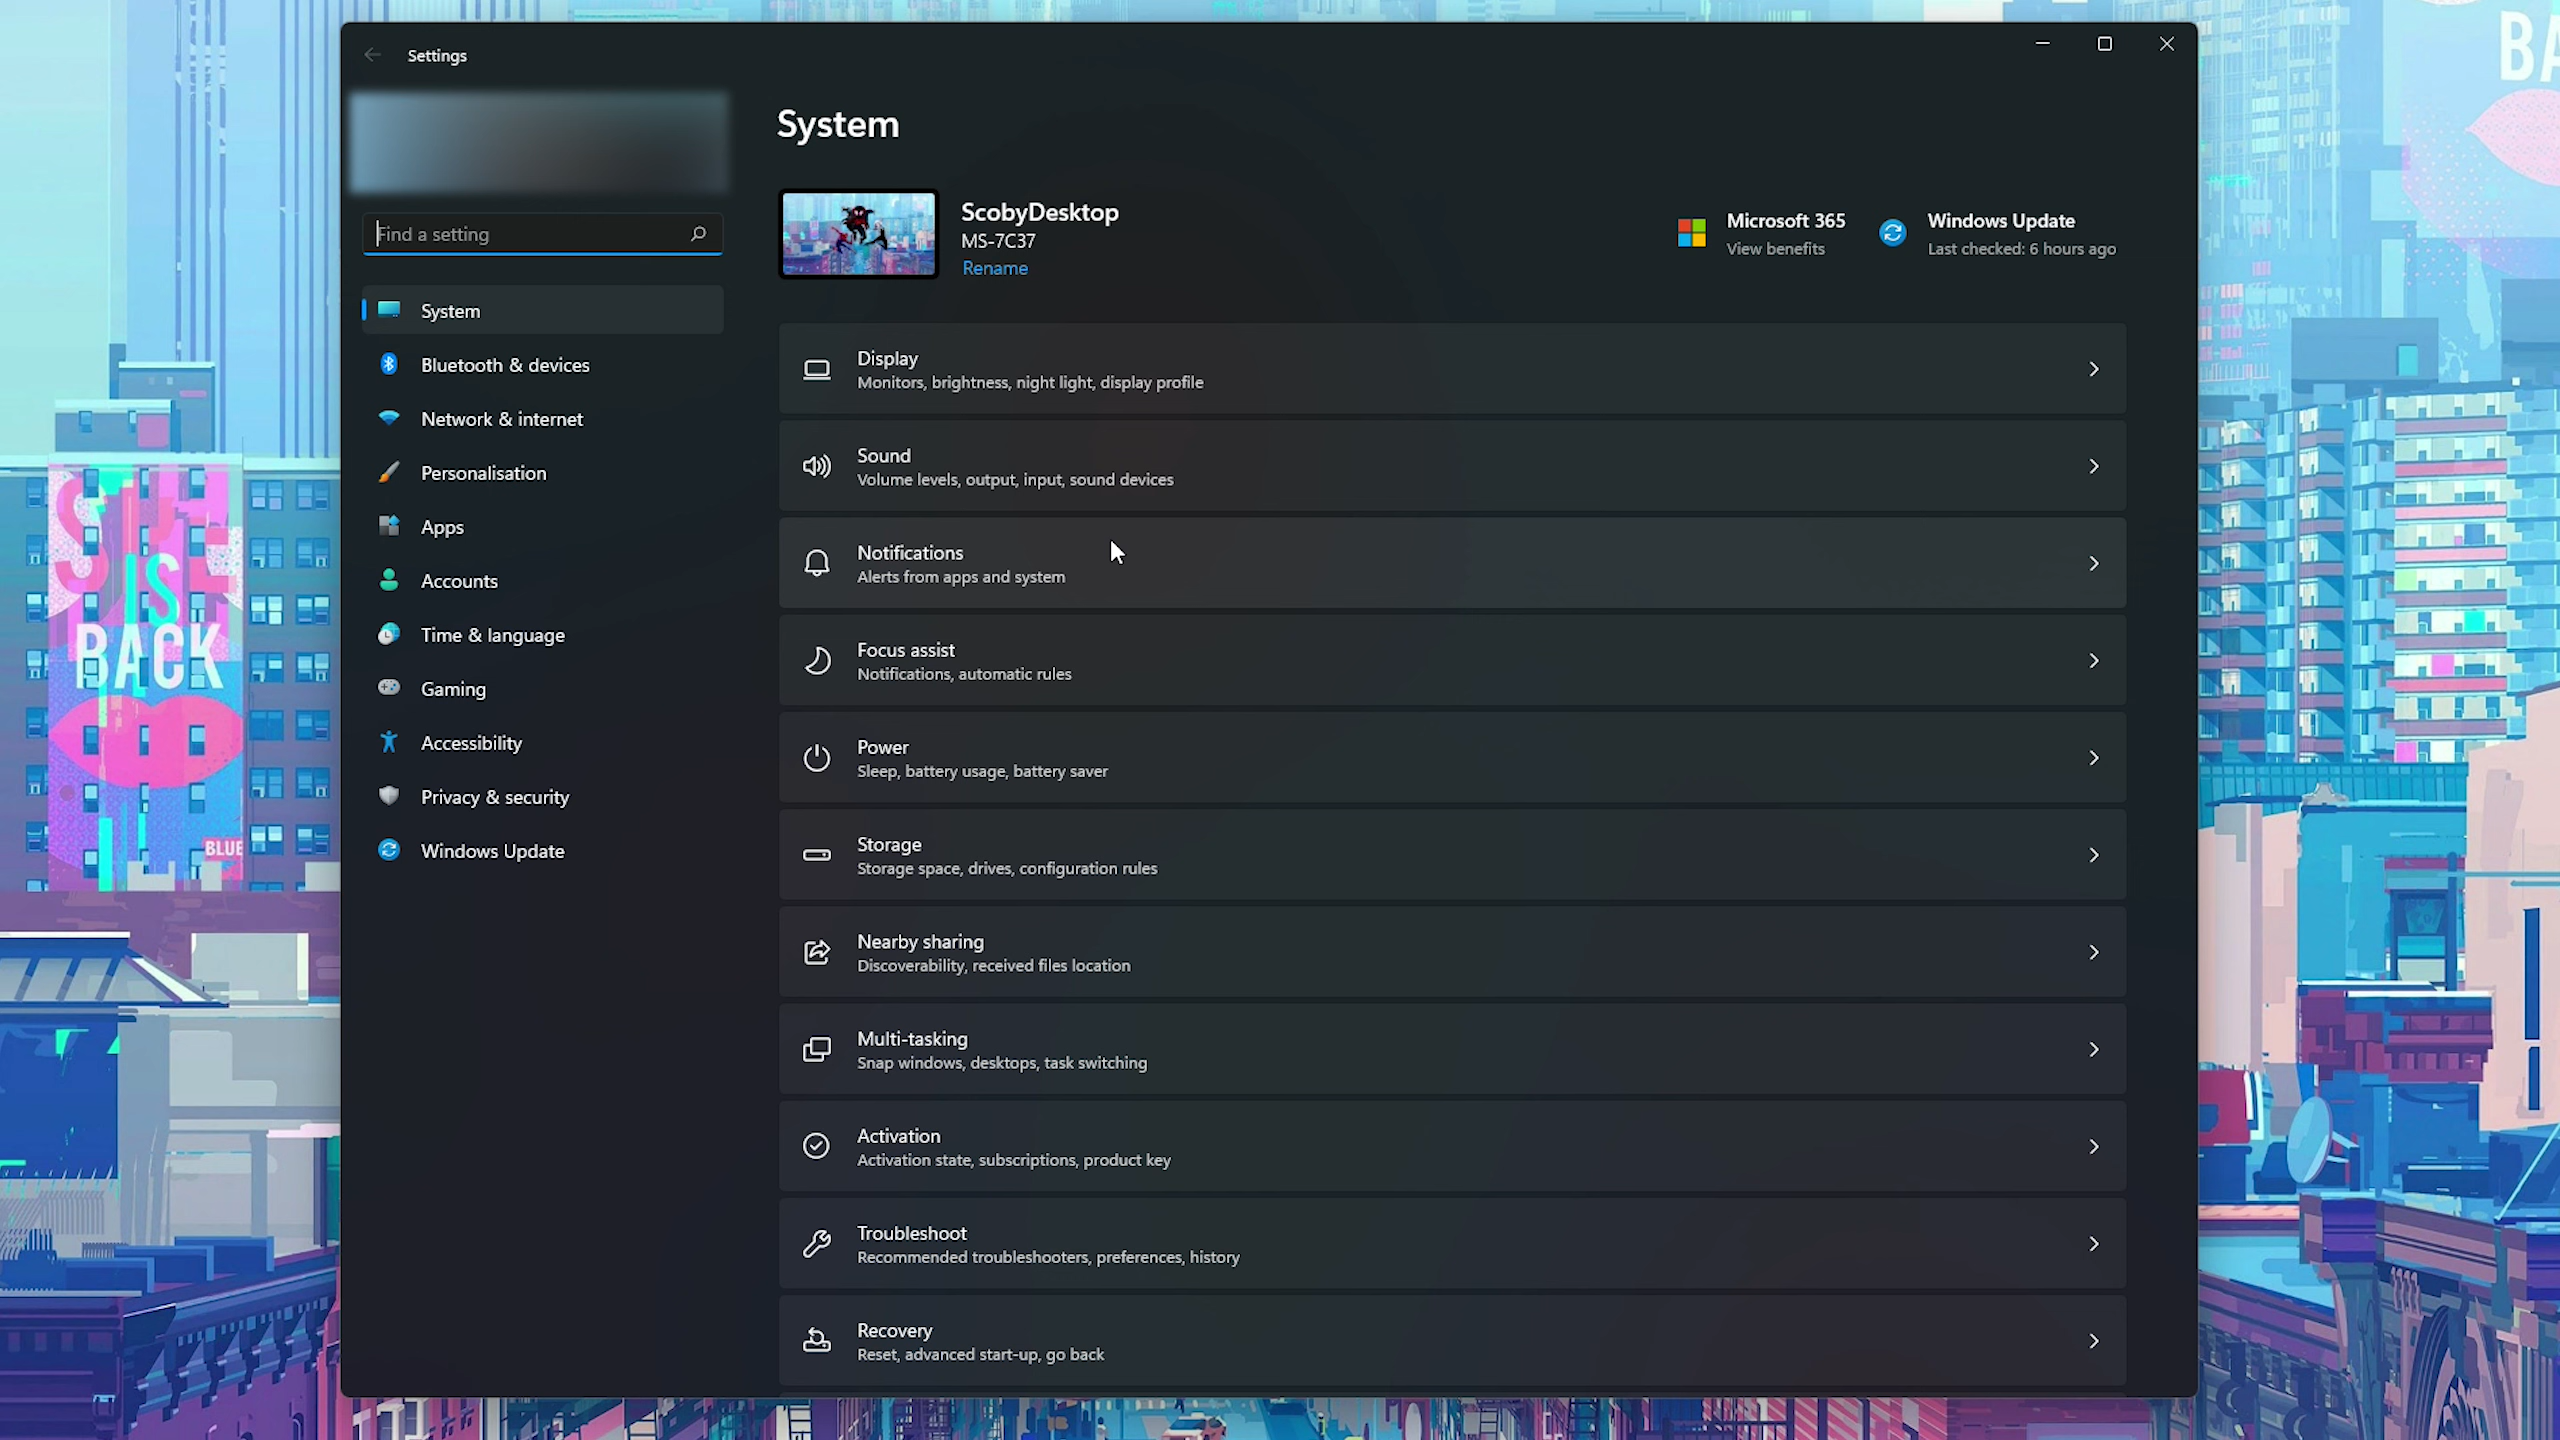 Settings
Find a setting
System
Bluetooth & devices
Network & internet
Personalisation
Apps
Accounts
Time & language
Gaming
Accessibility
Privacy & security
Windows Update
System
ScobyDesktop
MS-7C37
Rename
Microsoft 365
View benefits
Windows Update
Last checked: 6 hours ago
Display
Monitors, brightness, night light, display profile
Sound
Volume levels, output, input, sound devices
Notifications
Alerts from apps and system
Focus assist
Notifications, automatic rules
Power
Sleep, battery usage, battery saver
Storage
Storage space, drives, configuration rules
Nearby sharing
Discoverability, received files location
Multi-tasking
Snap windows, desktops, task switching
Activation
Activation state, subscriptions, product key
Troubleshoot
Recommended troubleshooters, preferences, history
Recovery
Reset, advanced start-up, go back
IS
BACK
BLUE
BA